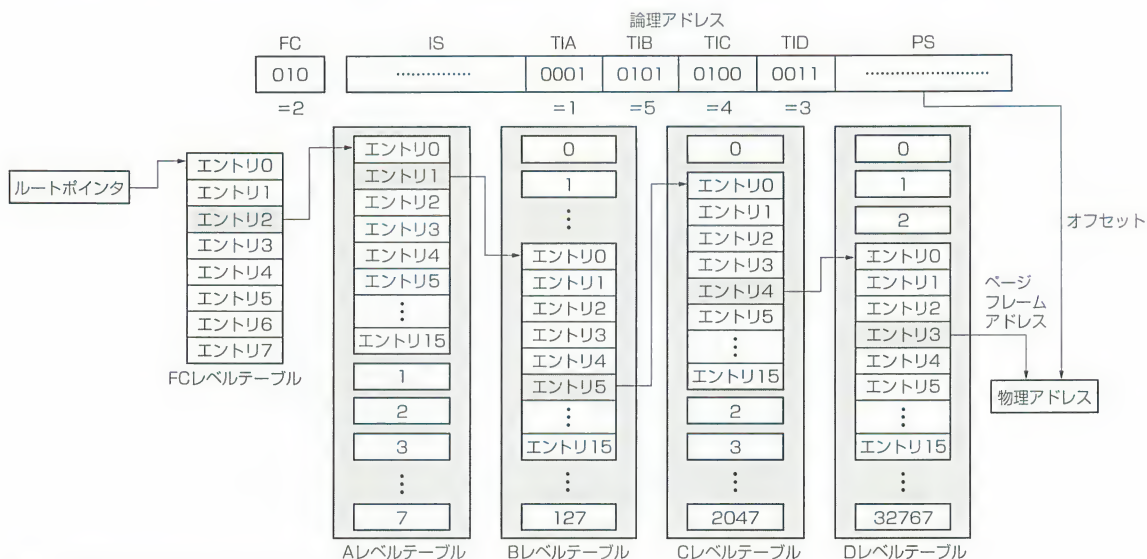 論理アドレス
FC IS TIA TIB TIC TID PS
010 ............... 0001 0101 0100 0011 .......................
=2 =1 =5 =4 =3
ルートポインタ
エントリ0
エントリ1
エントリ2
エントリ3
エントリ4
エントリ5
エントリ6
エントリ7
FCレベルテーブル
エントリ0
エントリ1
エントリ2
エントリ3
エントリ4
エントリ5
⋮
エントリ15
1
2
3
⋮
7
Aレベルテーブル
0
1
⋮
エントリ0
エントリ1
エントリ2
エントリ3
エントリ4
エントリ5
⋮
エントリ15
⋮
127
Bレベルテーブル
0
エントリ0
エントリ1
エントリ2
エントリ3
エントリ4
エントリ5
⋮
エントリ15
2
3
⋮
2047
Cレベルテーブル
0
1
2
エントリ0
エントリ1
エントリ2
エントリ3
エントリ4
エントリ5
⋮
エントリ15
⋮
32767
Dレベルテーブル
オフセット
ページ
フレーム
アドレス
物理アドレス